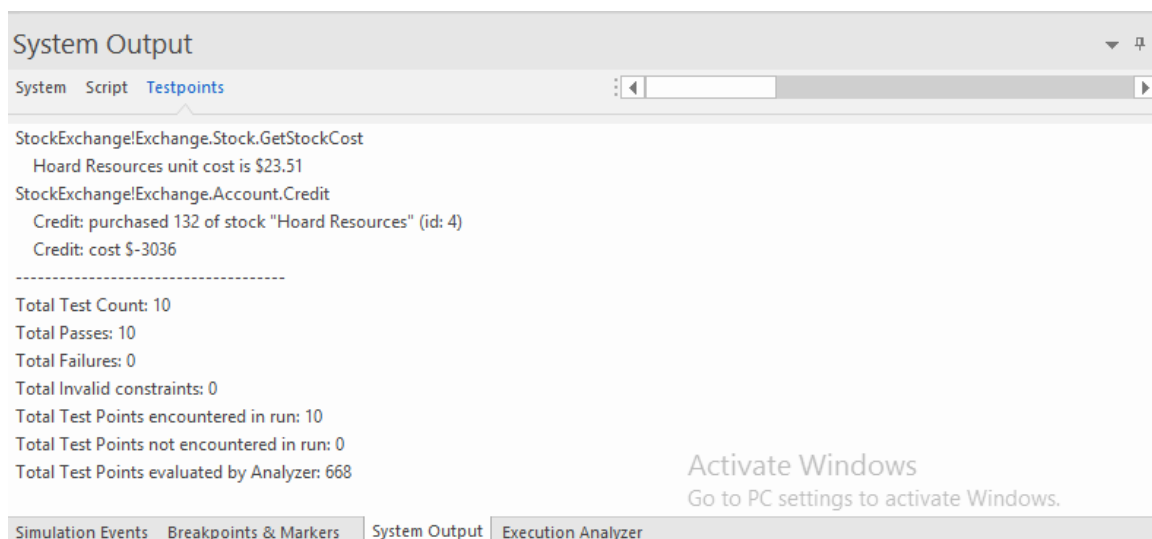 System Output
System Script Testpoints
StockExchange!Exchange.Stock.GetStockCost
Hoard Resources unit cost is $23.51
StockExchange!Exchange.Account.Credit
Credit: purchased 132 of stock "Hoard Resources" (id: 4)
Credit: cost $-3036
-------------------------------------
Total Test Count: 10
Total Passes: 10
Total Failures: 0
Total Invalid constraints: 0
Total Test Points encountered in run: 10
Total Test Points not encountered in run: 0
Total Test Points evaluated by Analyzer: 668
Activate Windows
Go to PC settings to activate Windows.
Simulation Events Breakpoints & Markers System Output Execution Analyzer